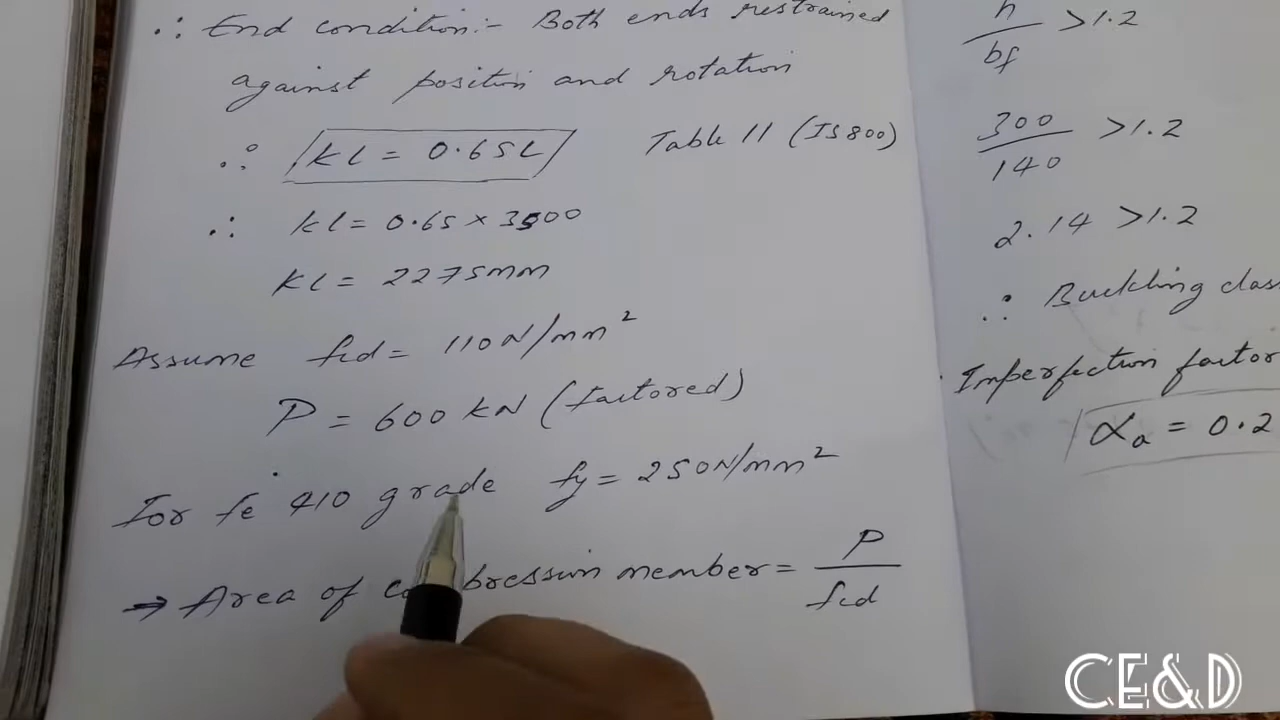 ∴ End condition:- Both ends restrained
against position and rotation
∴ KL = 0.65L Table 11 (IS800)
∴ KL = 0.65 × 3500
KL = 2275mm
Assume fcd = 110N/mm²
P = 600 KN (factored)
For fe 410 grade fy = 250N/mm²
→ Area of member = P/fcd
h/bf >1.2
300/140 >1.2
2.14 >1.2
∴ Buckling class
Imperfection factor
αa = 0.2
CE&D